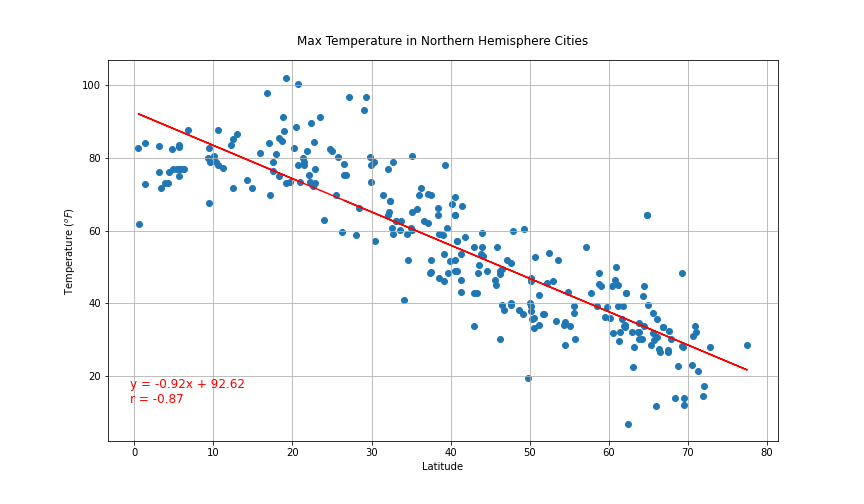 Max Temperature in Northern Hemisphere Cities
100
80
60
40
20
Temperature (°F)
y = -0.92x + 92.62
r = -0.87
0 10 20 30 40 50 60 70 80
Latitude